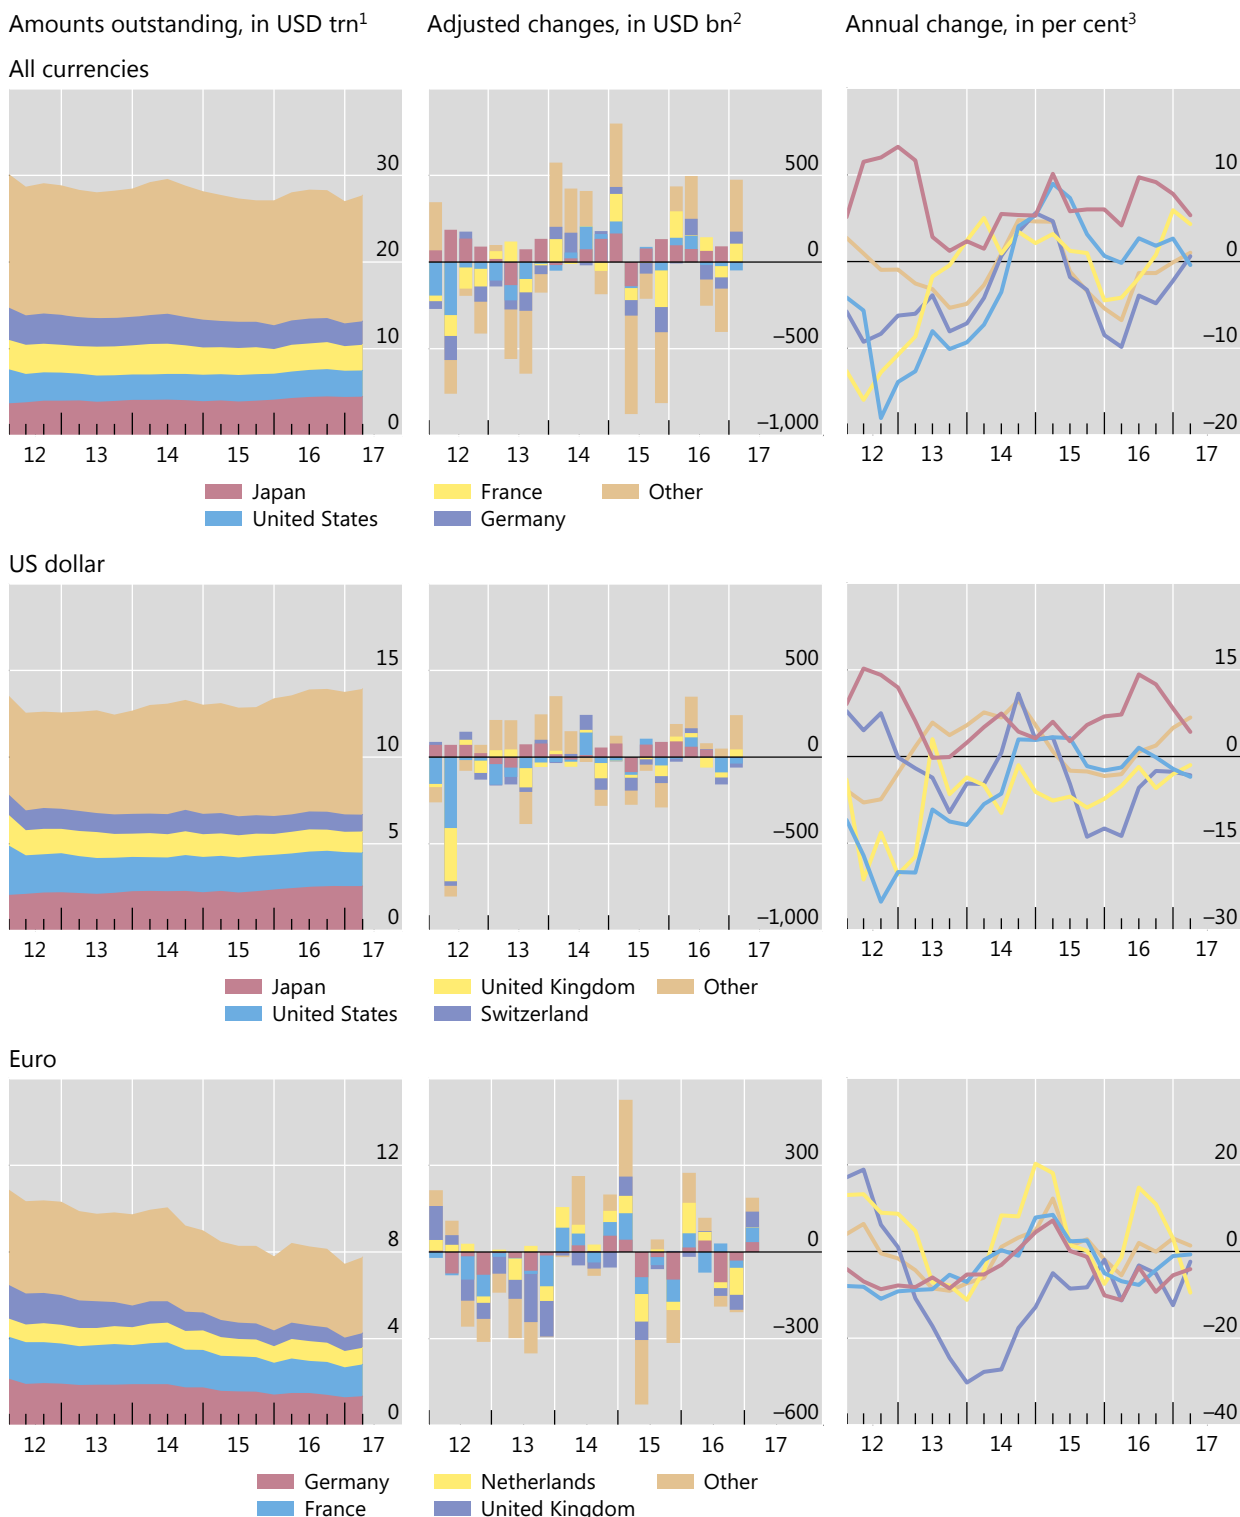 Amounts outstanding, in USD trn1
Adjusted changes, in USD bn2
Annual change, in per cent3
All currencies
30
20
10
0
12 13 14 15 16 17
500
0
–500
–1,000
12 13 14 15 16 17
10
0
–10
–20
12 13 14 15 16 17
Japan
United States
France
Germany
Other
US dollar
15
10
5
0
12 13 14 15 16 17
500
0
–500
–1,000
12 13 14 15 16 17
15
0
–15
–30
12 13 14 15 16 17
Japan
United States
United Kingdom
Switzerland
Other
Euro
12
8
4
0
12 13 14 15 16 17
300
0
–300
–600
12 13 14 15 16 17
20
0
–20
–40
12 13 14 15 16 17
Germany
France
Netherlands
United Kingdom
Other